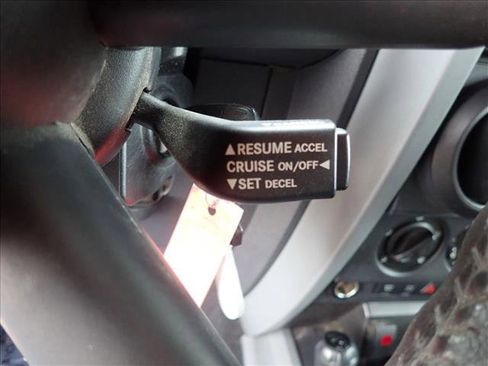 ▲RESUME ACCEL
CRUISE ON/OFF◄
▼SET DECEL